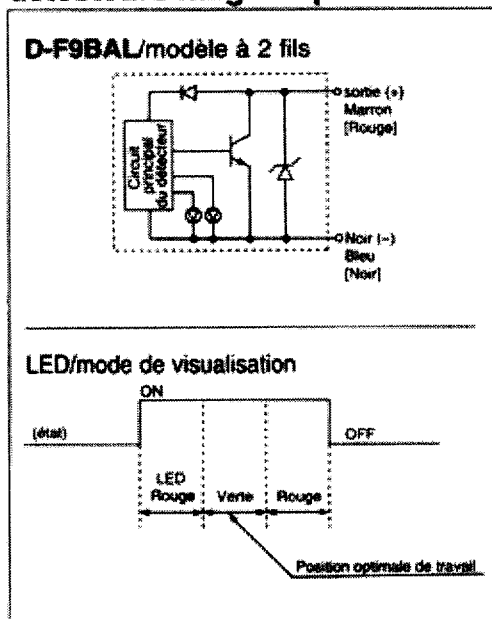 D-F9BAL/modèle à 2 fils
sortie (+)
Marron
[Rouge]
Circuit
principal
du détecteur
Noir (-)
Bleu
[Noir]
LED/mode de visualisation
ON
(état)
OFF
LED
Rouge
Verte
Rouge
Position optimale de travail